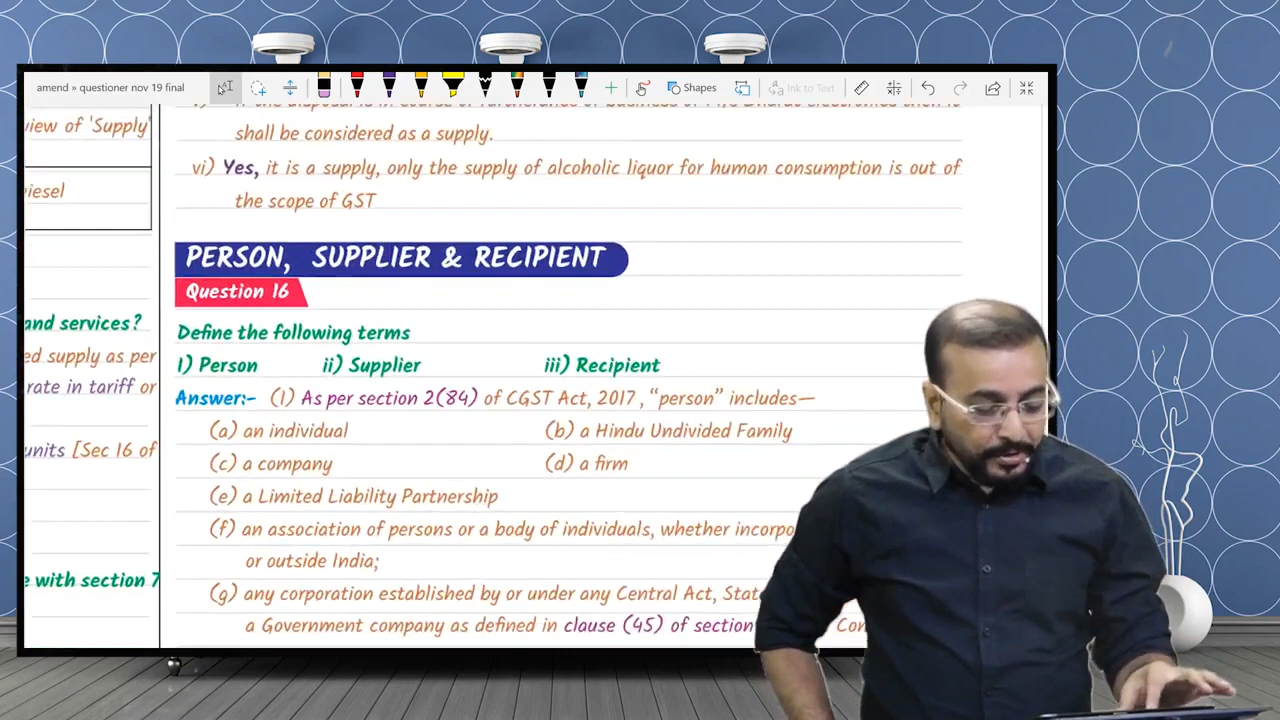 amend » questioner nov 19 final
Shapes
Ink to Text
view of 'Supply'
iesel
and services?
ed supply as per
rate in tariff or
units [Sec 16 of
e with section 7
shall be considered as a supply.
vi) Yes, it is a supply, only the supply of alcoholic liquor for human consumption is out of
the scope of GST
PERSON, SUPPLIER & RECIPIENT
Question 16
Define the following terms
I) Person ii) Supplier iii) Recipient
Answer:- (I) As per section 2(84) of CGST Act, 2017, “person” includes—
(a) an individual (b) a Hindu Undivided Family
(c) a company (d) a firm
(e) a Limited Liability Partnership
(f) an association of persons or a body of individuals, whether incorpo
or outside India;
(g) any corporation established by or under any Central Act, Stat
a Government company as defined in clause (45) of section Con